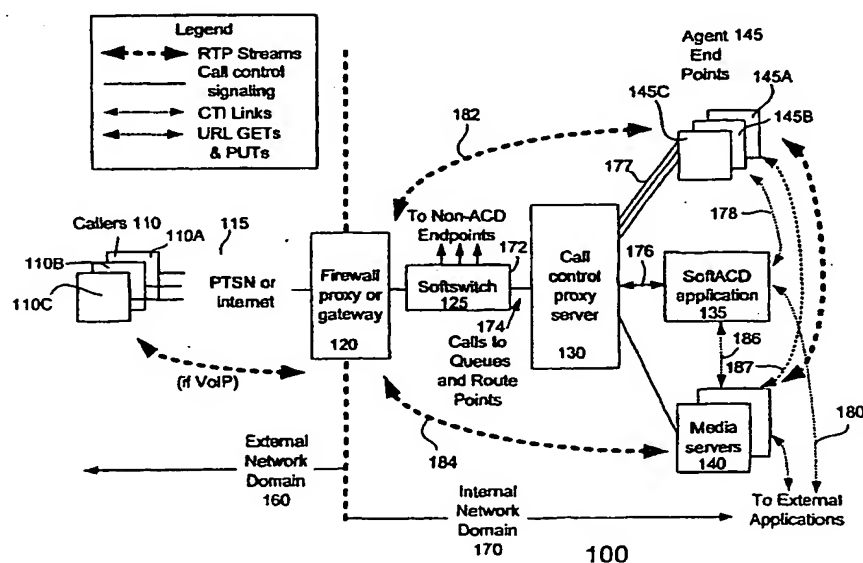 Legend
RTP Streams
Call control
signaling
CTI Links
URL GETs
& PUTs
Agent 145
End
Points
145A
145C
145B
182
177
178
Callers 110
110A
110B
110C
115
PTSN or
Internet
(if VoIP)
Firewall
proxy or
gateway
120
To Non-ACD
Endpoints
172
Softswitch
125
174
Calls to
Queues
and Route
Points
Call
control
proxy
server
130
176
SoftACD
application
135
186
187
180
Media
servers
140
184
External
Network
Domain
160
Internal
Network
Domain
170
To External
Applications
100